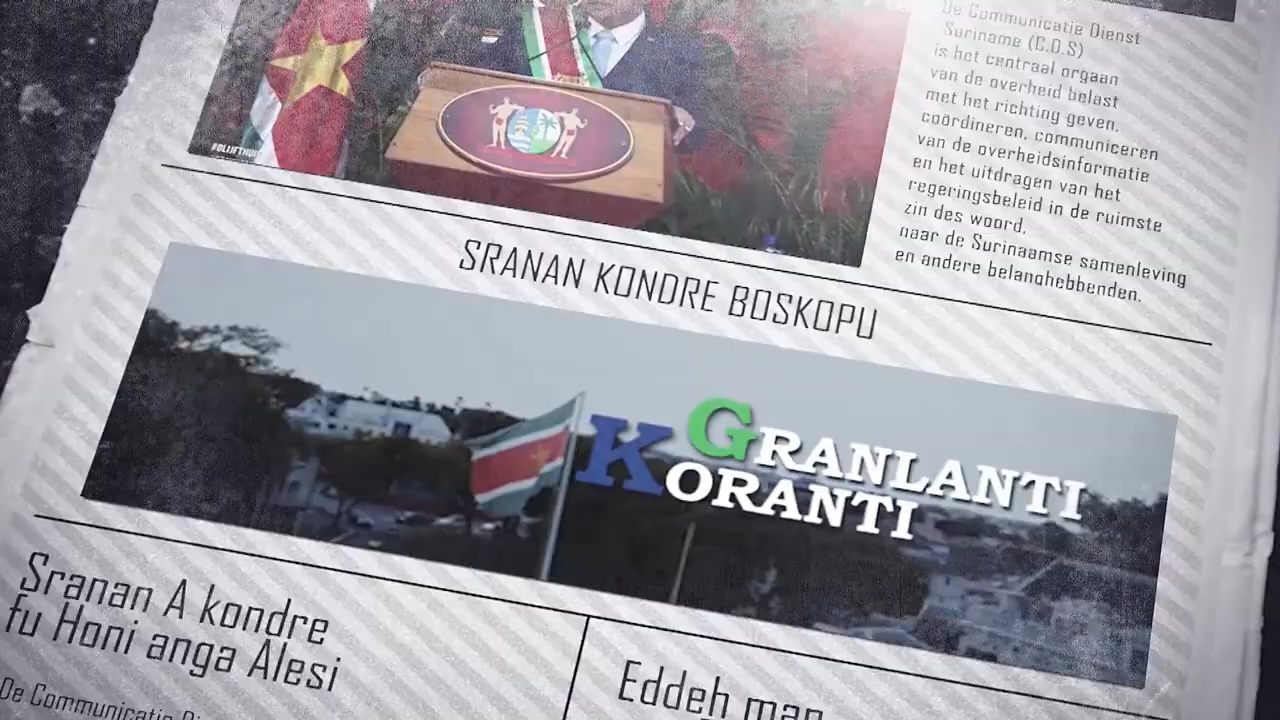 #BLIJFTHUIS
De Communicatie Dienst
Suriname (C.D.S)
is het centraal orgaan
van de overheid belast
met het richting geven,
coördineren, communiceren
van de overheidsinformatie
en het uitdragen van het
regeringsbeleid in de ruimste
zin des woord.
naar de Surinaamse samenleving
en andere belanghebbenden.
SRANAN KONDRE BOSKOPU
GRANLANTI
KORANTI
Sranan A kondre
fu Honi anga Alesi
De Communicatie
Eddeh man